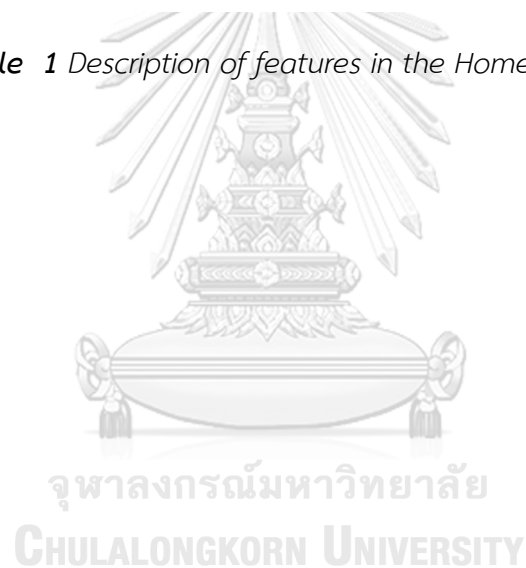 le 1 Description of features in the Home
จุฬาลงกรณ์มหาวิทยาลัย
CHULALONGKORN UNIVERSITY